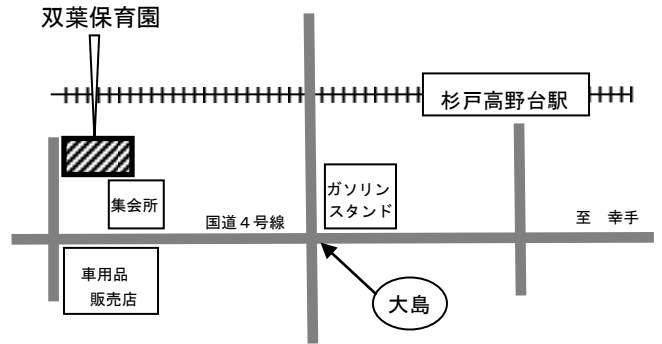 双葉保育園
杉戸高野台駅
集会所
ガソリン
スタンド
国道４号線
至　幸手
車用品
販売店
大島